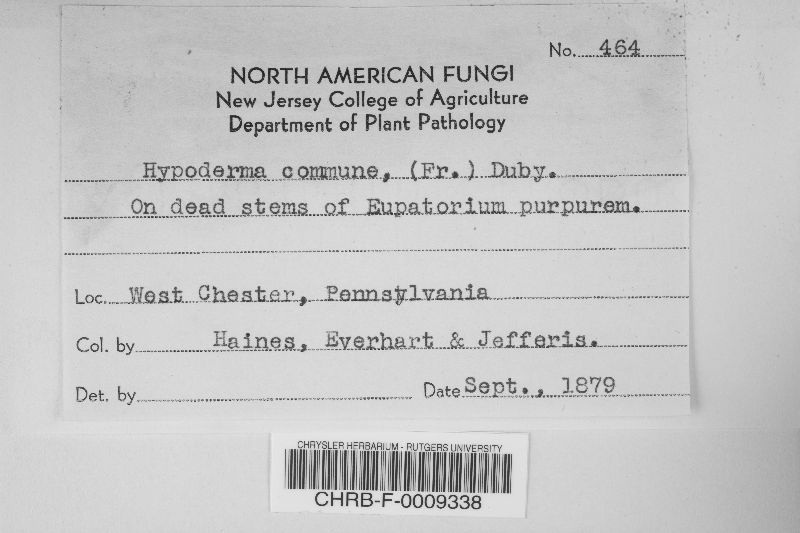 No. 464
NORTH AMERICAN FUNGI
New Jersey College of Agriculture
Department of Plant Pathology
Hypoderma commune, (Fr.) Duby.
On dead stems of Eupatorium purpurem.
Loc. West Chester, Pennsylvania
Col. by Haines, Everhart & Jefferis.
Det. by Date Sept., 1879
CHRYSLER HERBARIUM - RUTGERS UNIVERSITY
CHRB-F-0009338